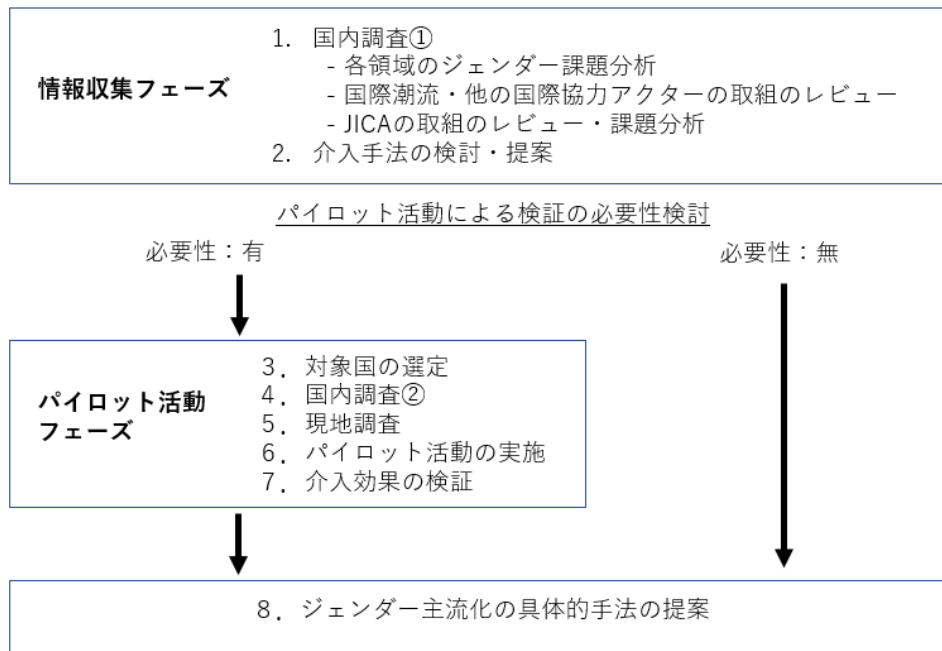 情報収集フェーズ
1. 国内調査①
- 各領域のジェンダー課題分析
- 国際潮流・他の国際協力アクターの取組のレビュー
- JICAの取組のレビュー・課題分析
2. 介入手法の検討・提案
パイロット活動による検証の必要性検討
必要性：有
必要性：無
パイロット活動
フェーズ
3．対象国の選定
4．国内調査②
5．現地調査
6．パイロット活動の実施
7．介入効果の検証
8．ジェンダー主流化の具体的手法の提案